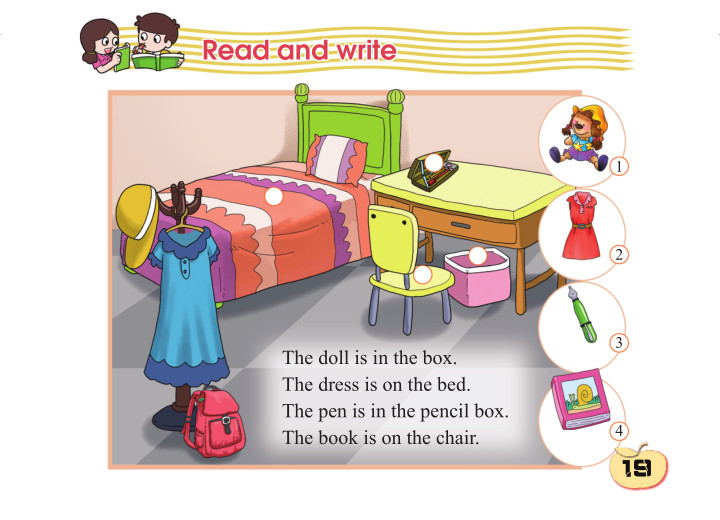 Read and write
1
2
3
4
The doll is in the box.
The dress is on the bed.
The pen is in the pencil box.
The book is on the chair.
19